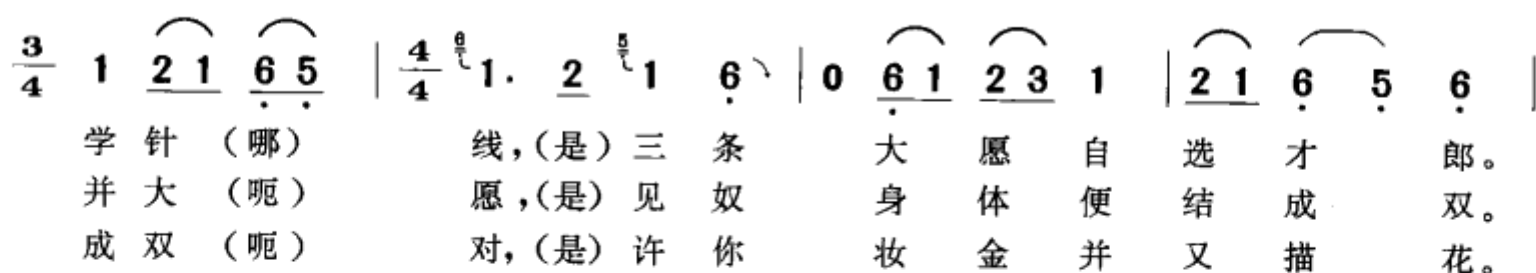 3/4 1 2 1 6 5 | 4/4 6 1· 2 5 1 6 | 0 6 1 2 3 1 | 2 1 6 5 6 |
学 针 （哪） 线，（是）三 条 大 愿 自 选 才 郎。
并 大 （呃） 愿，（是）见 奴 身 体 便 结 成 双。
成 双 （呃） 对，（是）许 你 妆 金 并 又 描 花。